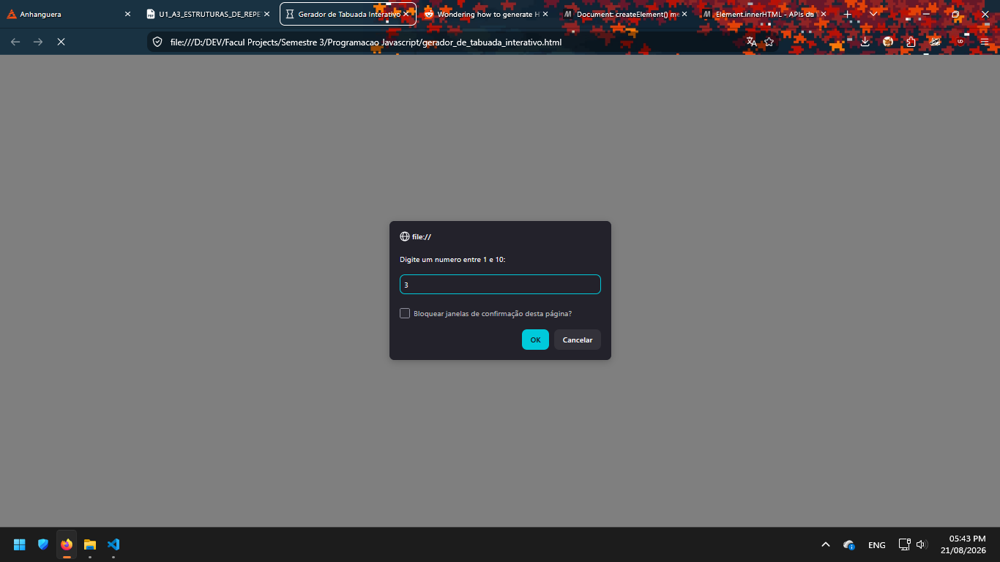 Anhanguera
U1_A3_ESTRUTURAS_DE_REPE
Gerador de Tabuada Interativo
Wondering how to generate H
Document: createElement() me
Element.innerHTML - APIs da
file:///D:/DEV/Facul Projects/Semestre 3/Programacao Javascript/gerador_de_tabuada_interativo.html
file://
Digite um numero entre 1 e 10:
3
Bloquear janelas de confirmação desta página?
OK
Cancelar
ENG
05:43 PM
21/08/2026